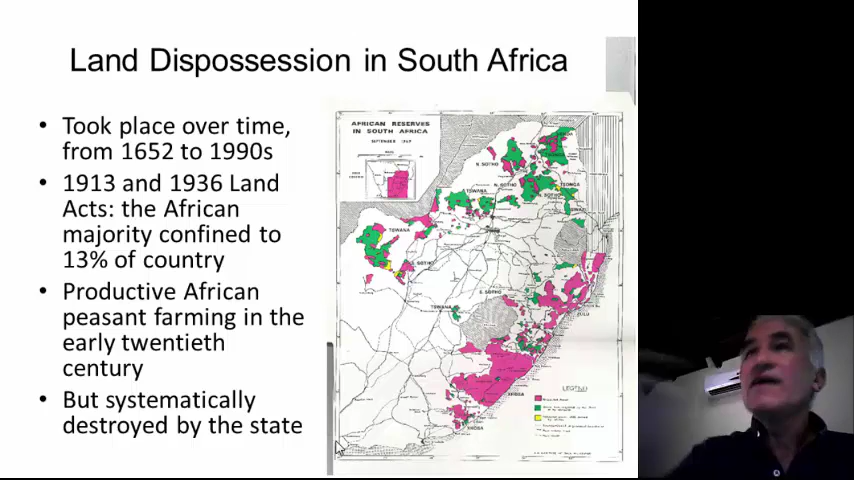 Land Dispossession in South Africa
• Took place over time,
from 1652 to 1990s
• 1913 and 1936 Land
Acts: the African
majority confined to
13% of country
• Productive African
peasant farming in the
early twentieth
century
• But systematically
destroyed by the state
AFRICAN RESERVES
IN SOUTH AFRICA
N. SOTHO
N. SOTHO
TSONGA
TSWANA
N. SOTHO
SWAZI
TSWANA
S. SOTHO
S. SOTHO
TSWANA
ZULU
LEGEND
XHOSA
XHOSA